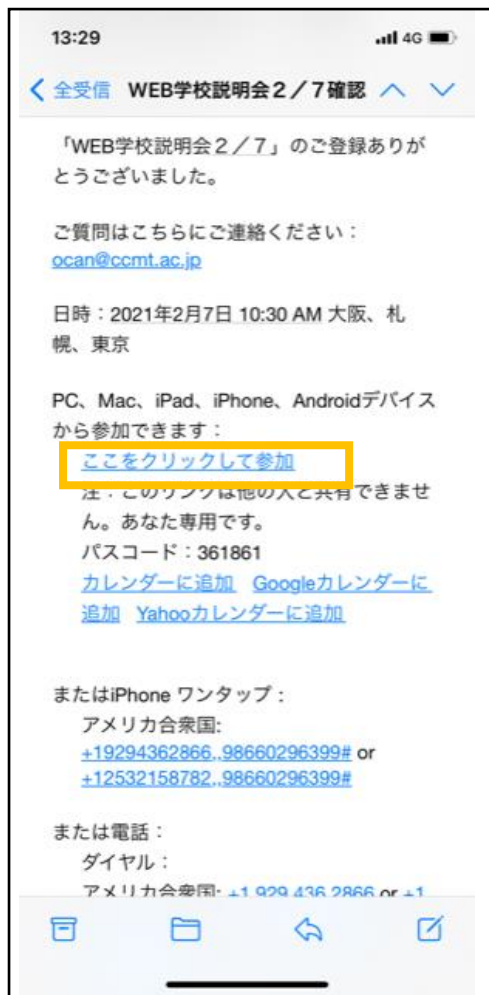 13:29
4G
全受信 WEB学校説明会2／7確認
「WEB学校説明会２／７」のご登録ありが
とうございました。
ご質問はこちらにご連絡ください：
ocan@ccmt.ac.jp
日時：2021年2月7日 10:30 AM 大阪、札
幌、東京
PC、Mac、iPad、iPhone、Androidデバイス
から参加できます：
ここをクリックして参加
注：このリンクは他の人と共有できませ
ん。あなた専用です。
パスコード：361861
カレンダーに追加 Googleカレンダーに
追加 Yahooカレンダーに追加
またはiPhone ワンタップ：
アメリカ合衆国:
+19294362866,,98660296399# or
+12532158782,,98660296399#
または電話：
ダイヤル：
アメリカ合衆国: +1 929 436 2866 or +1